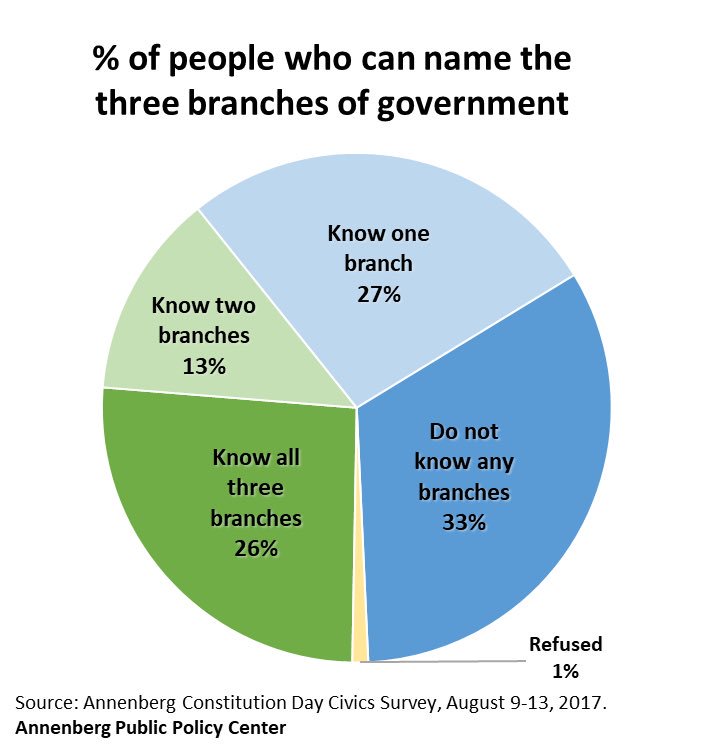 % of people who can name the
three branches of government
Know one
branch
27%
Know two
branches
13%
Do not
know any
branches
33%
Know all
three
branches
26%
Refused
1%
Source: Annenberg Constitution Day Civics Survey, August 9-13, 2017.
Annenberg Public Policy Center